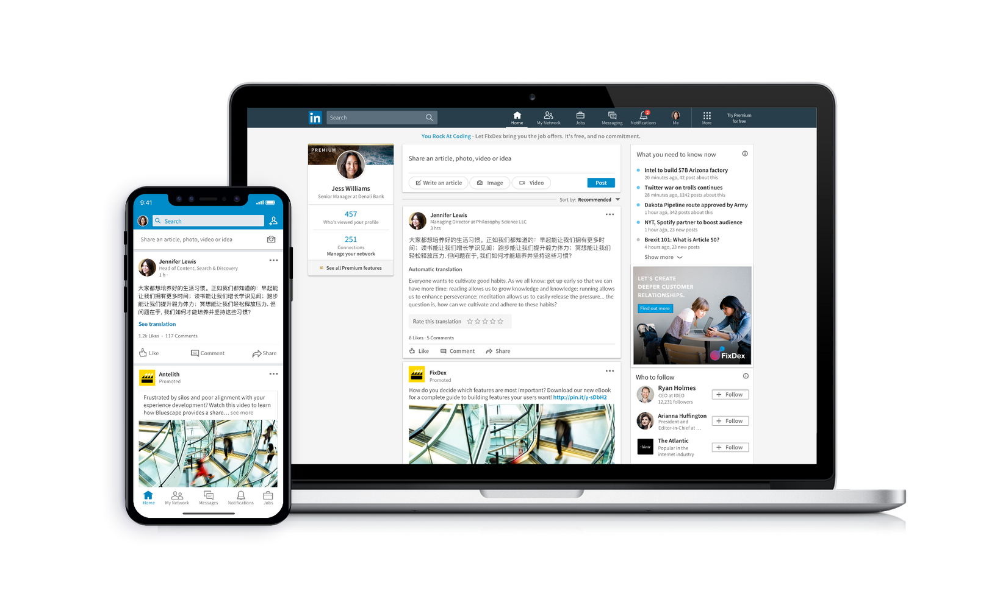 in
Search
Home
My Network
Jobs
Messaging
2
Notifications
Me
More
Try Premium
for free
You Rock At Coding - Let FixDex bring you the job offers. It's free, and no commitment.
PREMIUM
Jess Williams
Senior Manager at Denali Bank
457
Who's viewed your profile
251
Connections
Manage your network
See all Premium features
Share an article, photo, video or idea
Write an article
Image
Video
Post
Sort by: Recommended
Jennifer Lewis
Managing Director at Philosophy Science LLC
3 hrs
大家都想培养好的生活习惯。正如我们都知道的：早起能让我们拥有更多时
间；读书能让我们增长学识见闻；跑步能让我们提升毅力体力；冥想能让我们
轻松释放压力. 但问题在于, 我们如何才能培养并坚持这些习惯?
Automatic translation
Everyone wants to cultivate good habits. As we all know: get up early so that we can
have more time; reading allows us to grow knowledge and knowledge; running allows
us to enhance perseverance; meditation allows us to easily release the pressure... the
question is, how can we cultivate and adhere to these habits?
Rate this translation
8 Likes · 5 Comments
Like
Comment
Share
FixDex
Promoted
How do you decide which features are most important? Download our new eBook
for a complete guide to building features your users want! http://pin.it/y-sDbH2
What you need to know now
Intel to build $7B Arizona factory
20 minutes ago, 42 post about this
Twitter war on trolls continues
28 minutes ago, 1242 posts about this
Dakota Pipeline route approved by Army
1 hour ago, 342 posts about this
NYT, Spotify partner to boost audience
1 hour ago, 23 new posts
Brexit 101: What is Article 50?
4 hours ago, 23 new posts
Show more
LET'S CREATE
DEEPER CUSTOMER
RELATIONSHIPS.
Find out more
FixDex
Who to follow
Ryan Holmes
CEO at IDEO
12,231 followers
+ Follow
Arianna Huffington
President and
Editor-in-Chief at ...
+ Follow
The Atlantic
Popular in the
internet industry
+ Follow
9:41
Search
Share an article, photo, video or idea
Jennifer Lewis
Head of Content, Search & Discovery
1 h ·
大家都想培养好的生活习惯。正如我们都知道的：早起能
让我们拥有更多时间；读书能让我们增长学识见闻；跑步
能让我们提升毅力体力；冥想能让我们轻松释放压力. 但
问题在于, 我们如何才能培养并坚持这些习惯?
See translation
1.2k Likes · 117 Comments
Like
Comment
Share
Antelith
Promoted
Frustrated by silos and poor alignment with your
experience development? Watch this video to learn
how Bluescape provides a share... see more
Home
My Network
Messages
Notifications
Jobs